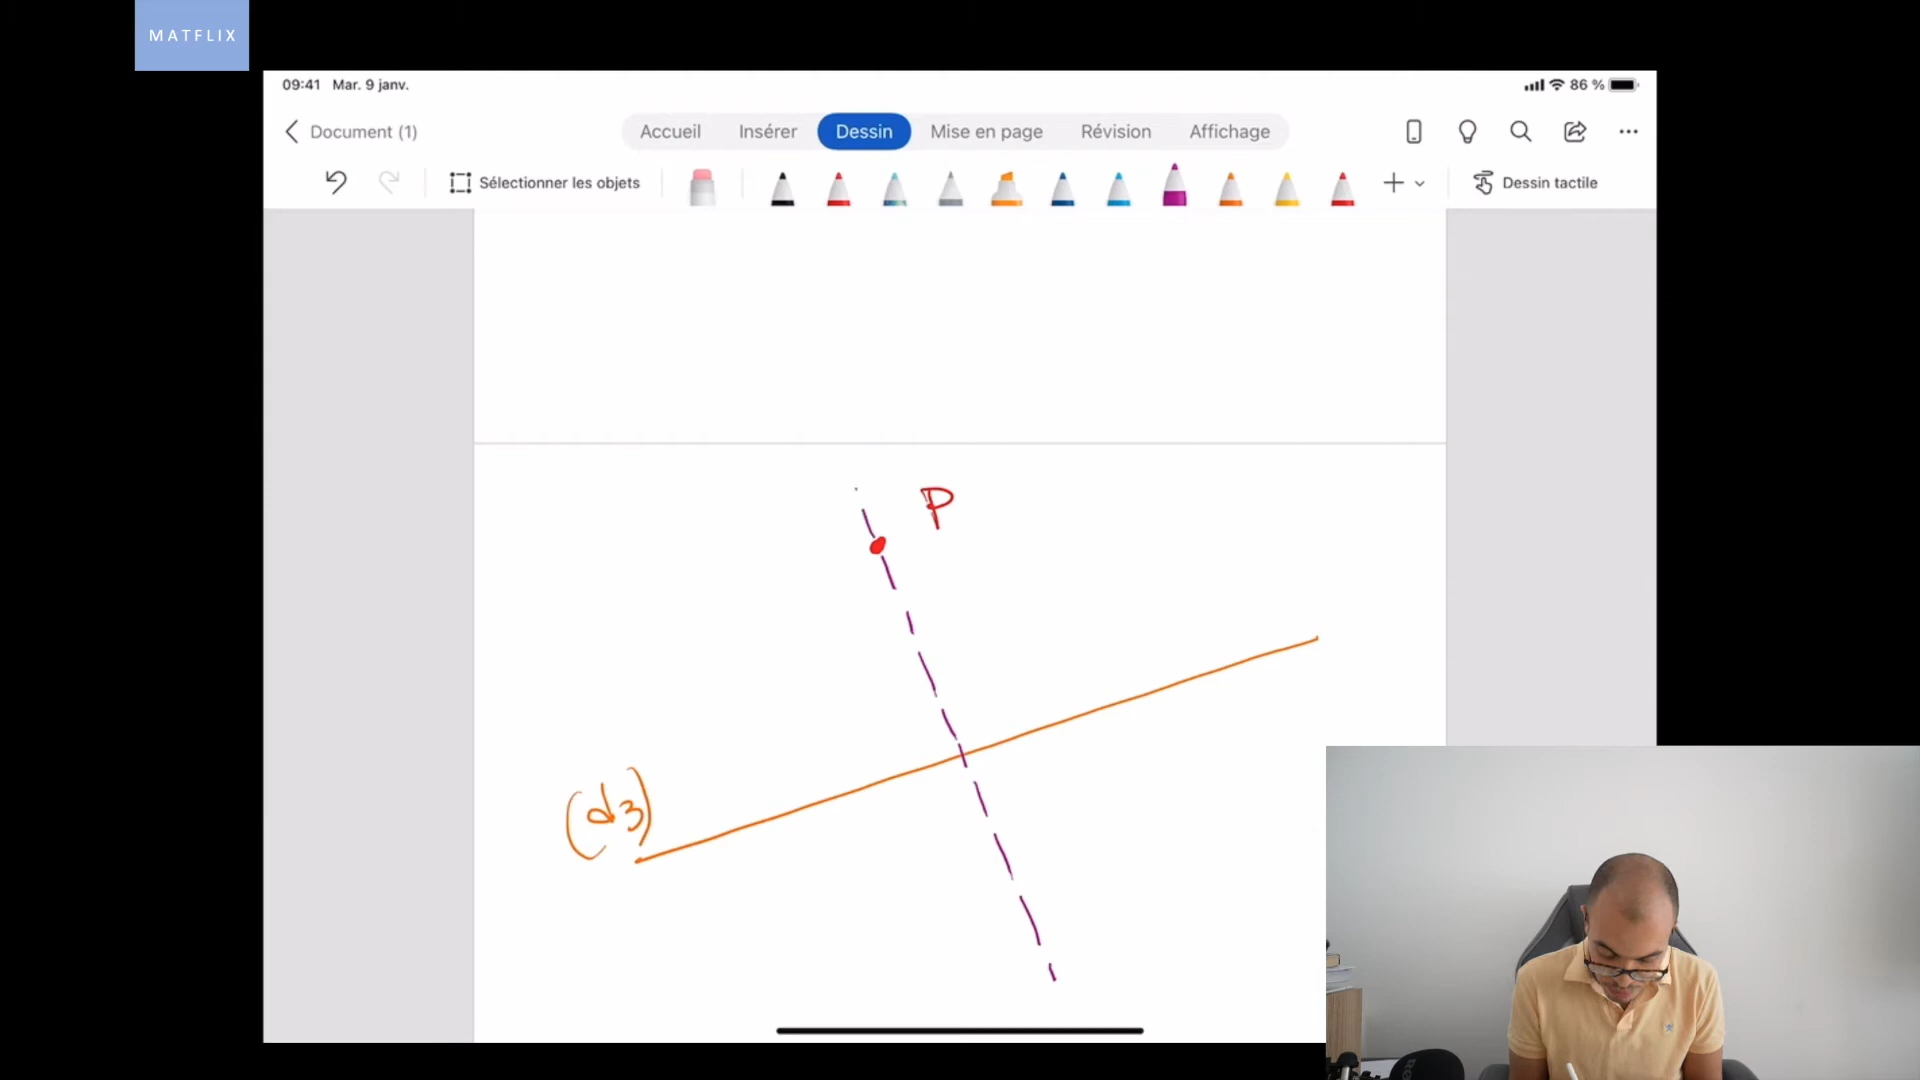 MATFLIX
09:41 Mar. 9 janv.
86 %
Document (1)
Accueil Insérer Dessin Mise en page Révision Affichage
Sélectionner les objets
Dessin tactile
P
(d3)